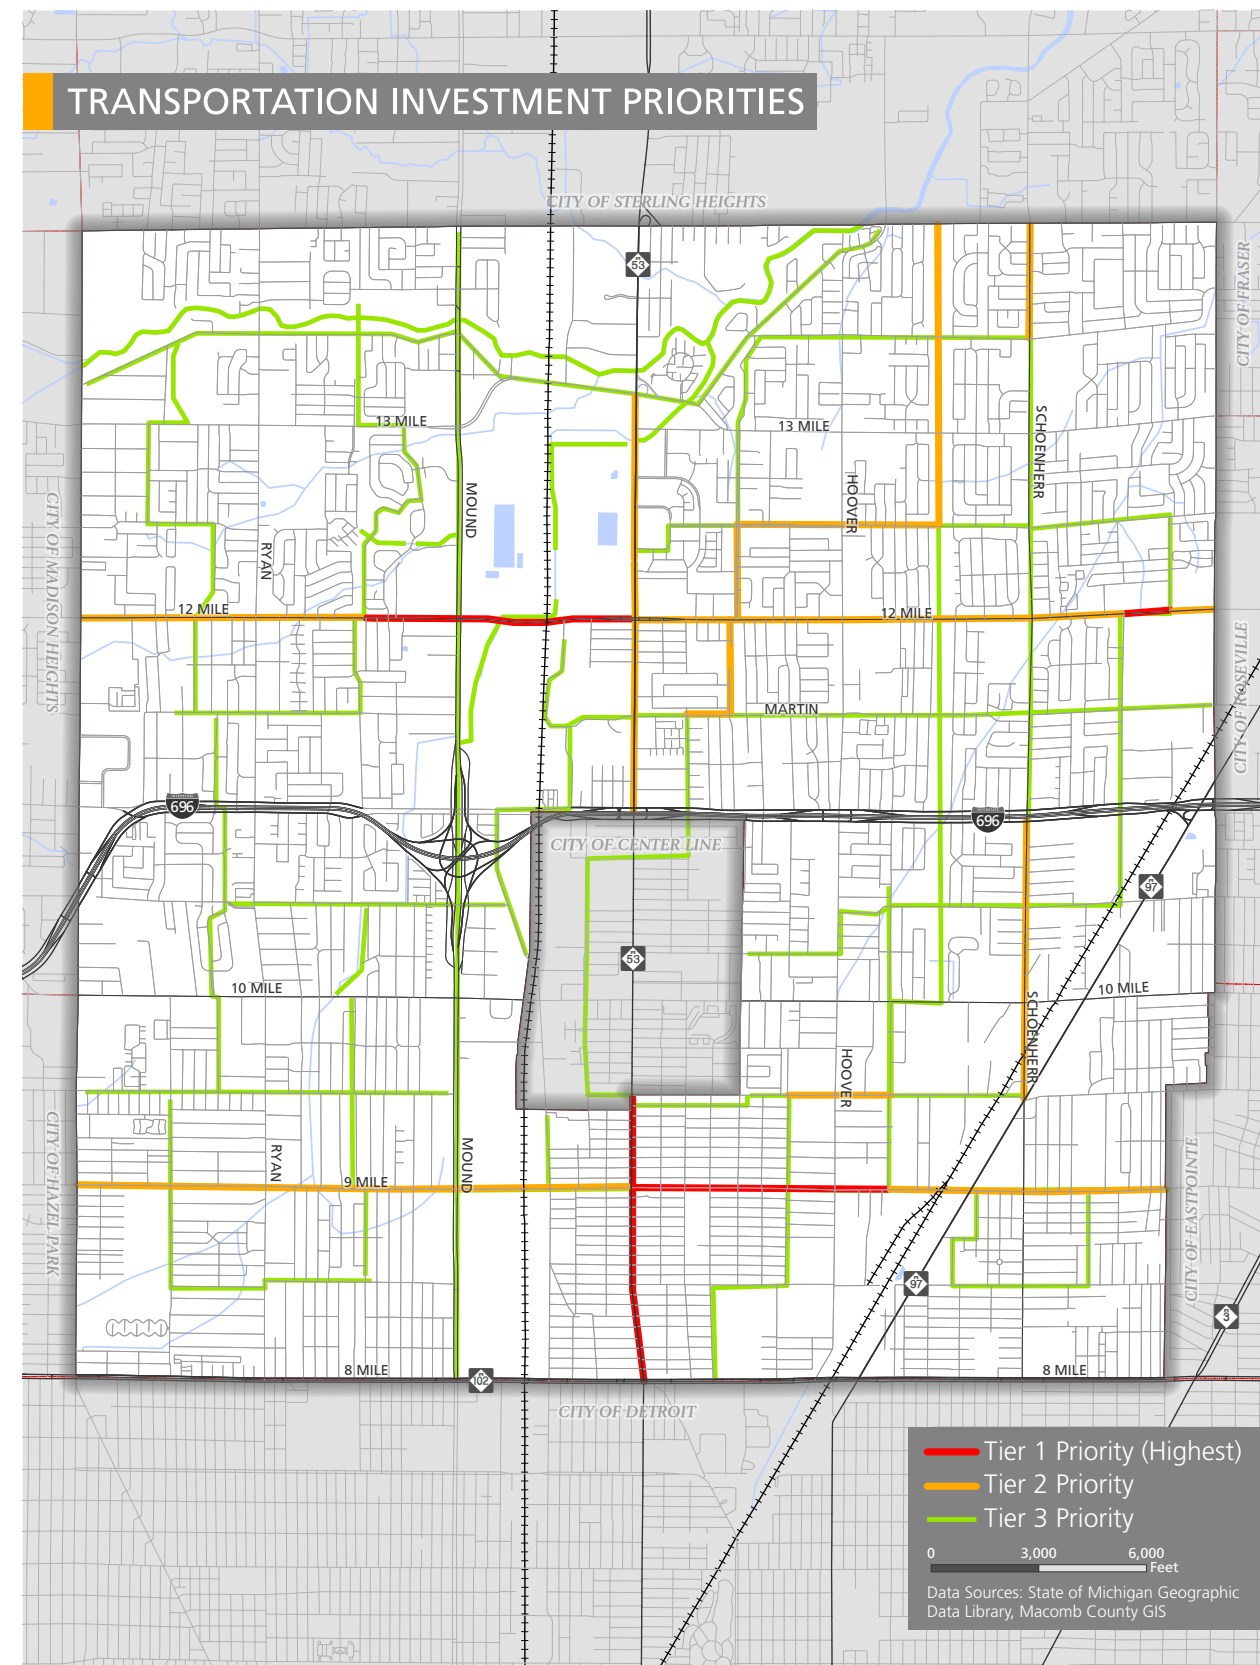 TRANSPORTATION INVESTMENT PRIORITIES
CITY OF STERLING HEIGHTS
M
53
CITY OF FRASER
13 MILE
13 MILE
SCHOENHERR
HOOVER
MOUND
RYAN
CITY OF MADISON HEIGHTS
12 MILE
12 MILE
CITY OF ROSEVILLE
MARTIN
696
696
CITY OF CENTER LINE
M
97
M
53
10 MILE
10 MILE
SCHOENHERR
HOOVER
CITY OF HAZEL PARK
RYAN
MOUND
9 MILE
CITY OF EASTPOINTE
M
97
M
3
8 MILE
8 MILE
M
102
CITY OF DETROIT
Tier 1 Priority (Highest)
Tier 2 Priority
Tier 3 Priority
0 3,000 6,000
Feet
Data Sources: State of Michigan Geographic
Data Library, Macomb County GIS